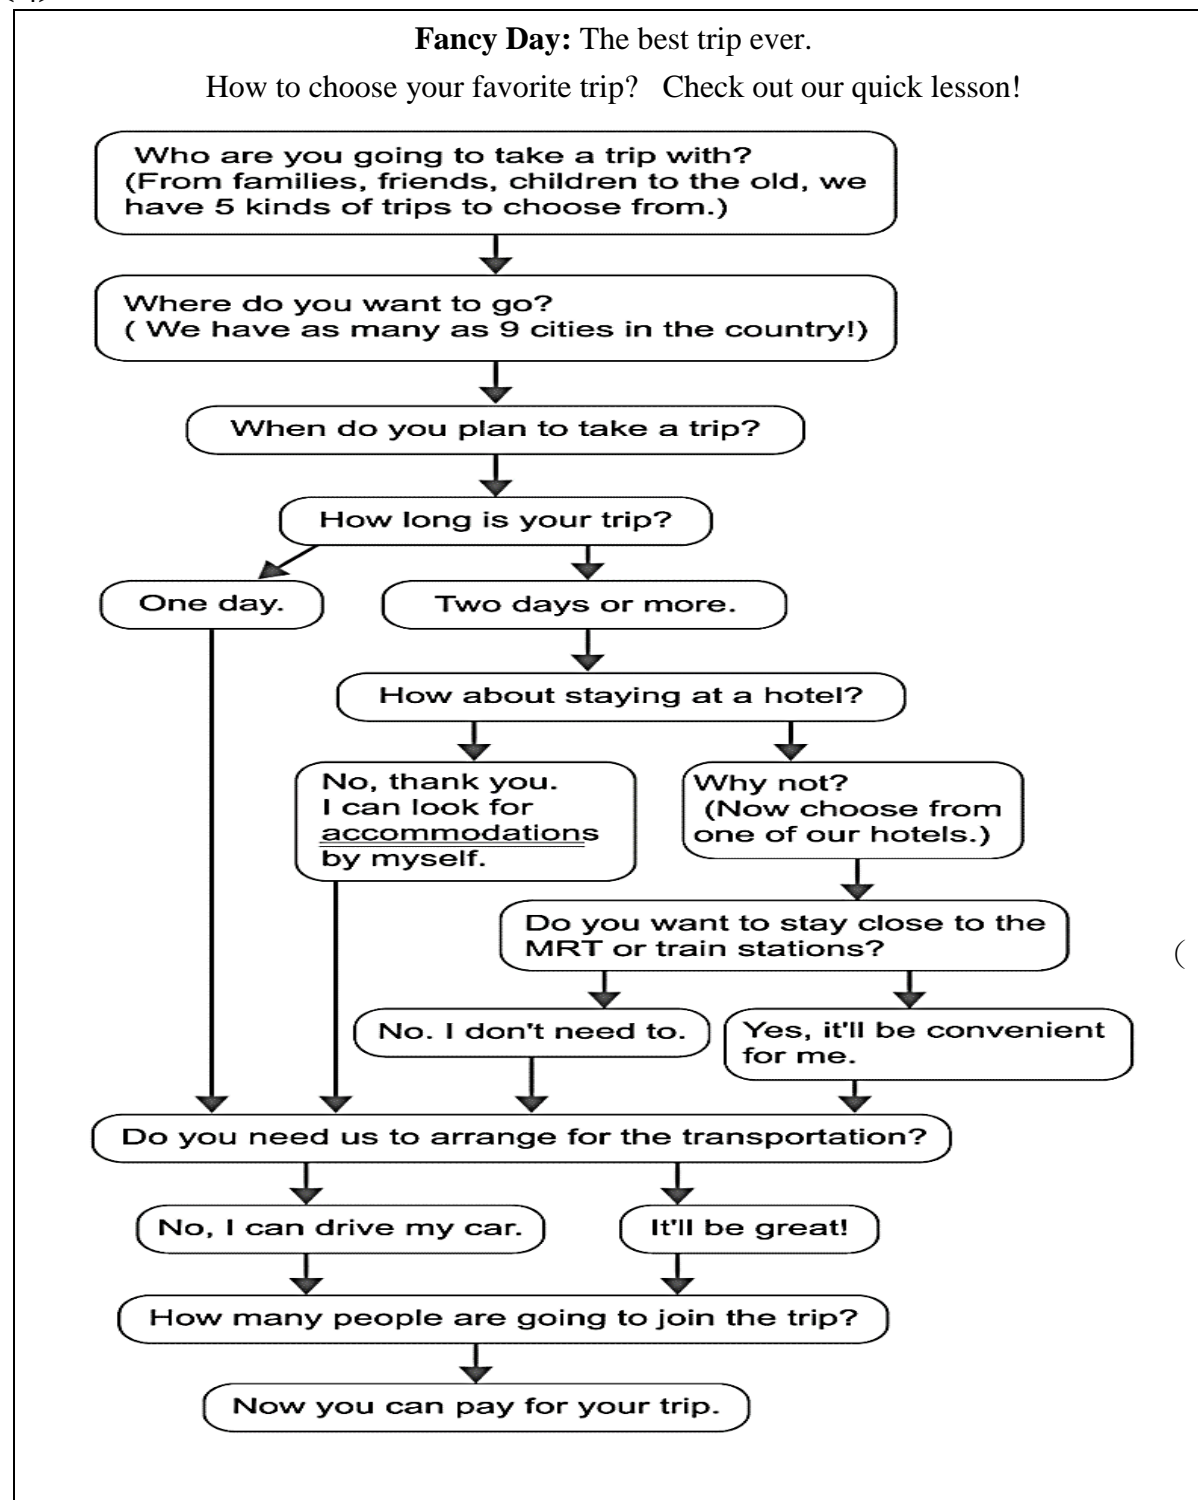 Fancy Day: The best trip ever.
How to choose your favorite trip? Check out our quick lesson!
Who are you going to take a trip with?
(From families, friends, children to the old, we
have 5 kinds of trips to choose from.)
Where do you want to go?
( We have as many as 9 cities in the country!)
When do you plan to take a trip?
How long is your trip?
One day.
Two days or more.
How about staying at a hotel?
No, thank you.
I can look for
accommodations
by myself.
Why not?
(Now choose from
one of our hotels.)
Do you want to stay close to the
MRT or train stations?
(
No. I don't need to.
Yes, it'll be convenient
for me.
Do you need us to arrange for the transportation?
No, I can drive my car.
It'll be great!
How many people are going to join the trip?
Now you can pay for your trip.